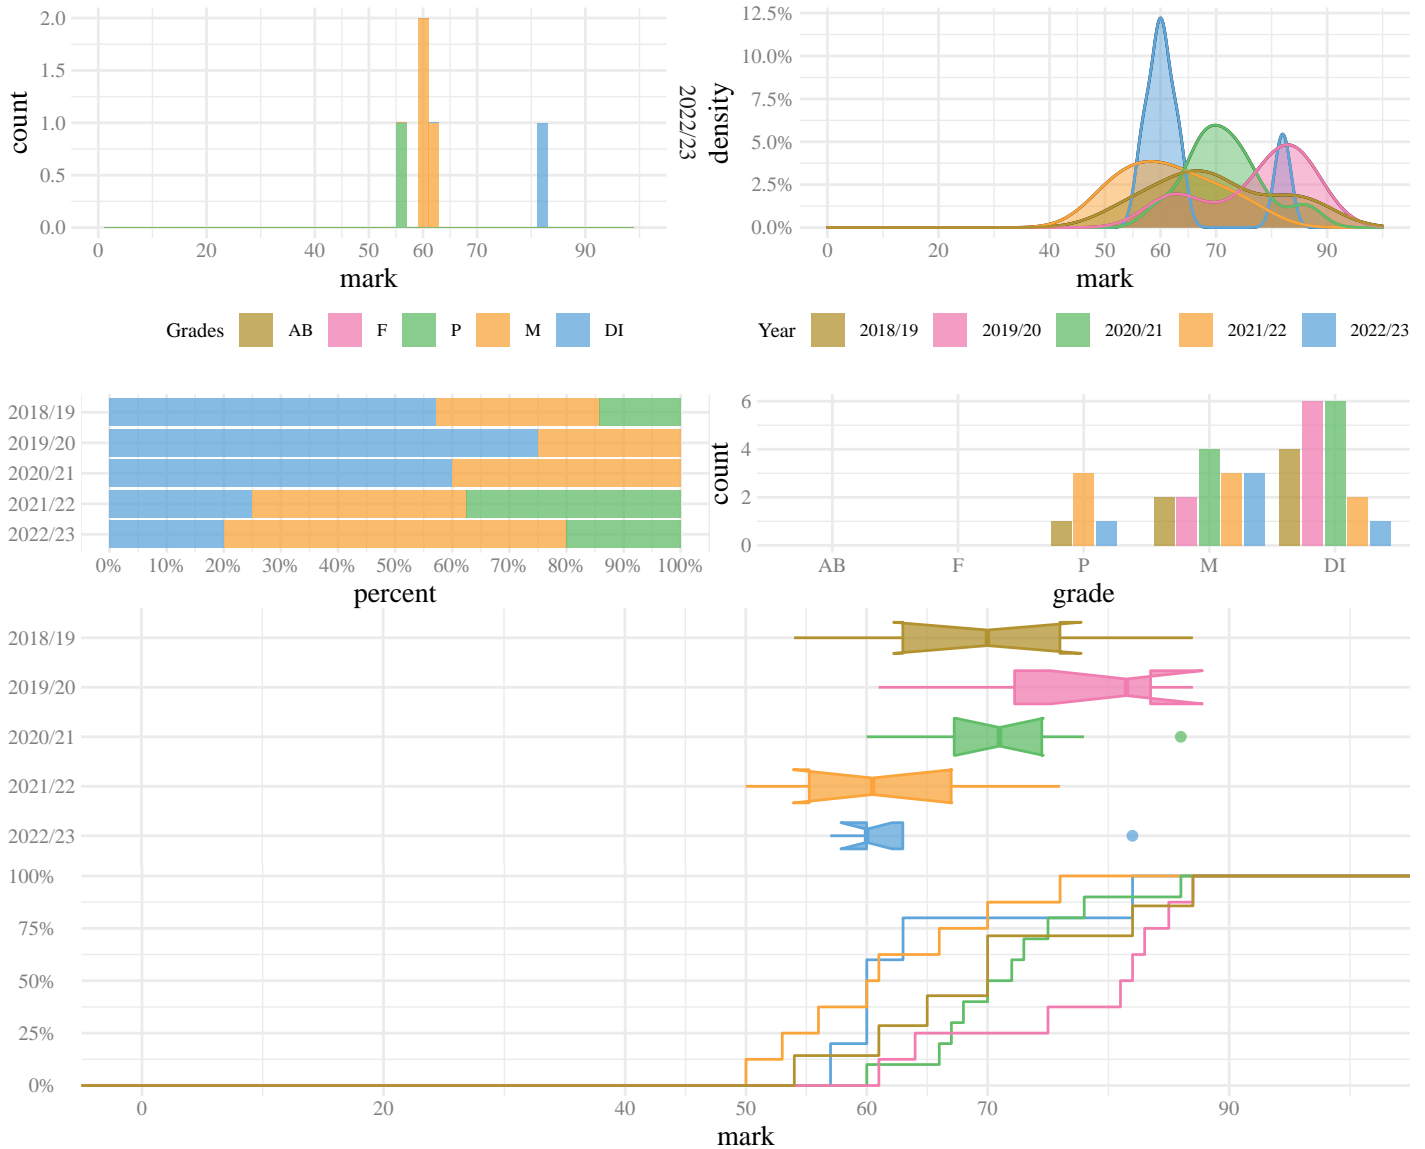 2.0
1.5
1.0
0.5
0.0
count
0 20 40 50 60 70 90
mark
2022/23
12.5%
10.0%
7.5%
5.0%
2.5%
0.0%
density
0 20 40 50 60 70 90
mark
Grades AB F P M DI
Year 2018/19 2019/20 2020/21 2021/22 2022/23
2018/19
2019/20
2020/21
2021/22
2022/23
0% 10% 20% 30% 40% 50% 60% 70% 80% 90% 100%
percent
6
4
2
0
count
AB F P M DI
grade
2018/19
2019/20
2020/21
2021/22
2022/23
100%
75%
50%
25%
0%
0 20 40 50 60 70 90
mark